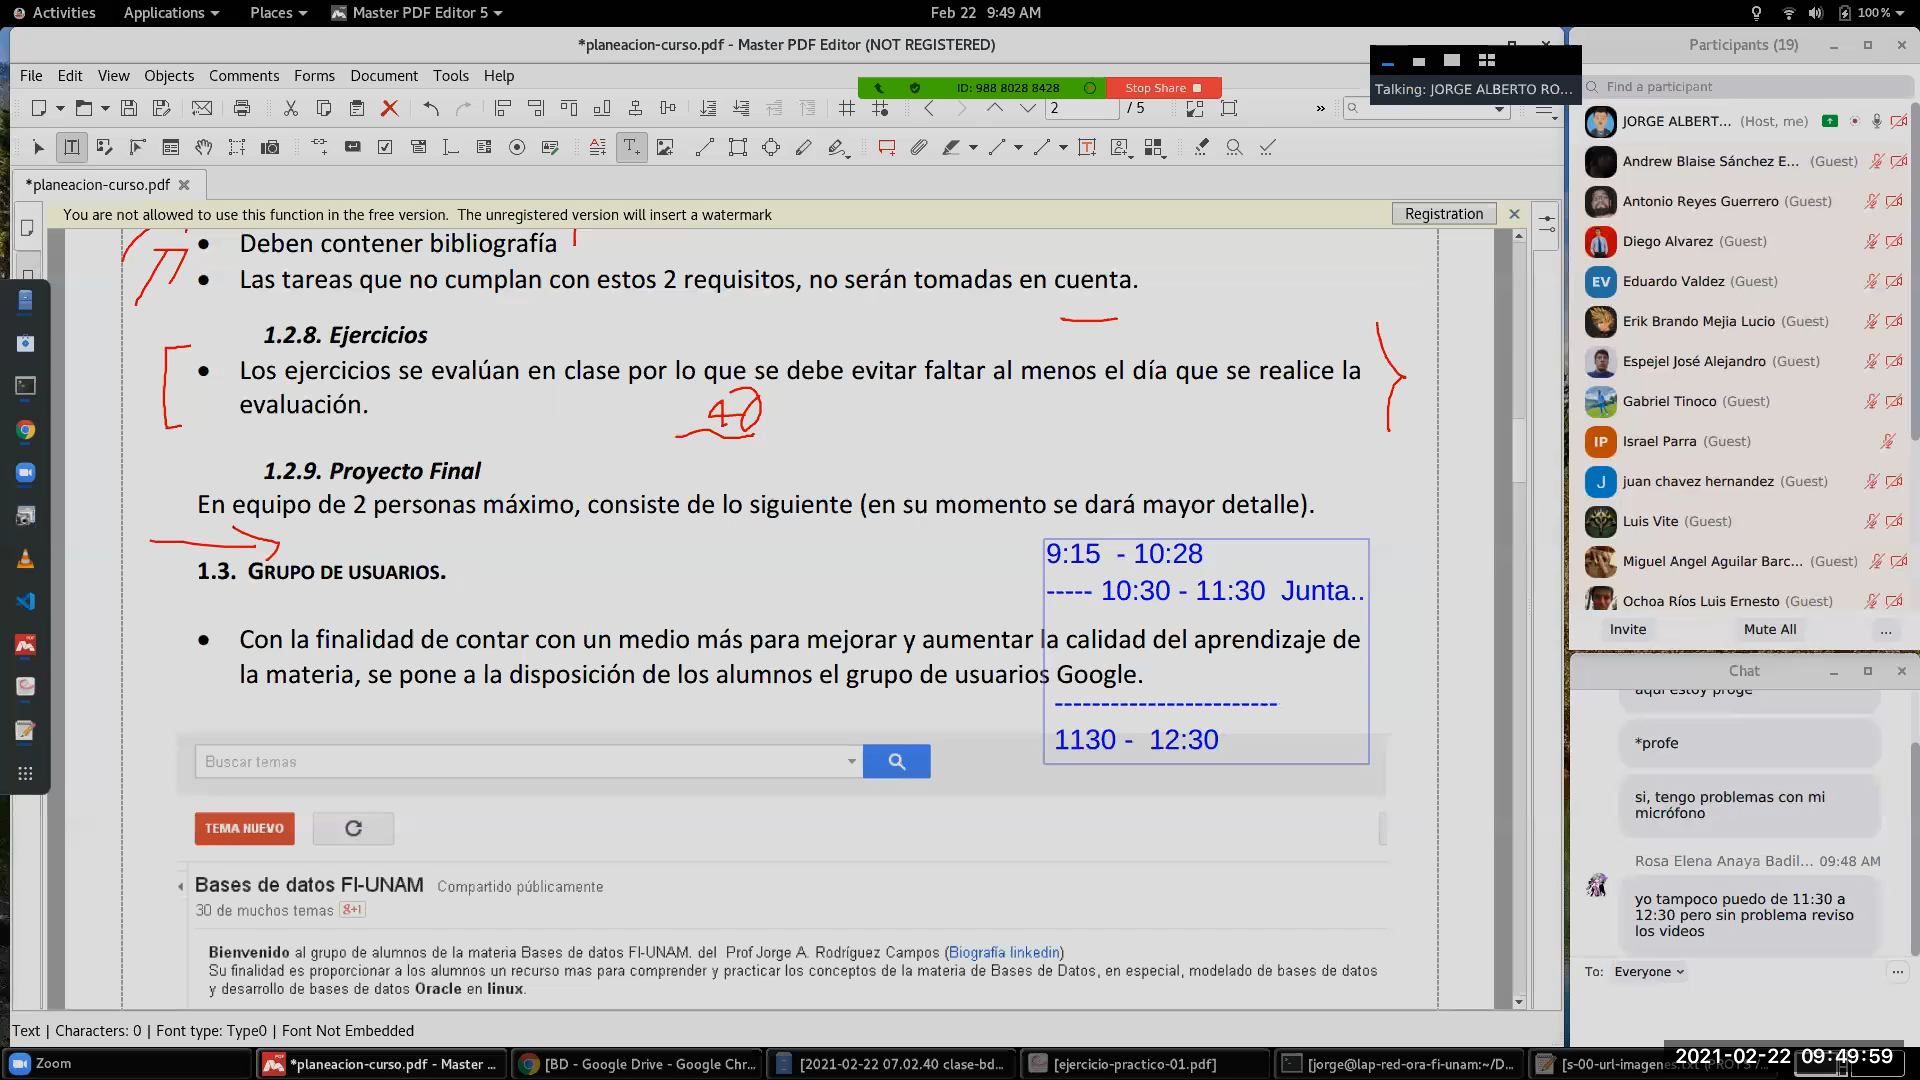 Activities
Applications
Places
Master PDF Editor 5
Feb 22 9:49 AM
100%
*planeacion-curso.pdf - Master PDF Editor (NOT REGISTERED)
File Edit View Objects Comments Forms Document Tools Help
ID: 988 8028 8428
Stop Share
Talking: JORGE ALBERTO RO...
2 / 5
*planeacion-curso.pdf
You are not allowed to use this function in the free version. The unregistered version will insert a watermark
Registration
Deben contener bibliografía
Las tareas que no cumplan con estos 2 requisitos, no serán tomadas en cuenta.
1.2.8. Ejercicios
Los ejercicios se evalúan en clase por lo que se debe evitar faltar al menos el día que se realice la
evaluación.
40
1.2.9. Proyecto Final
En equipo de 2 personas máximo, consiste de lo siguiente (en su momento se dará mayor detalle).
9:15 - 10:28
----- 10:30 - 11:30 Junta..
1.3. GRUPO DE USUARIOS.
Con la finalidad de contar con un medio más para mejorar y aumentar la calidad del aprendizaje de
la materia, se pone a la disposición de los alumnos el grupo de usuarios Google.
------------------------
1130 - 12:30
Buscar temas
TEMA NUEVO
Bases de datos FI-UNAM Compartido públicamente
30 de muchos temas g+1
Bienvenido al grupo de alumnos de la materia Bases de datos FI-UNAM. del Prof Jorge A. Rodríguez Campos (Biografía linkedin)
Su finalidad es proporcionar a los alumnos un recurso mas para comprender y practicar los conceptos de la materia de Bases de Datos, en especial, modelado de bases de datos
y desarrollo de bases de datos Oracle en linux.
Text | Characters: 0 | Font type: Type0 | Font Not Embedded
Participants (19)
Find a participant
JORGE ALBERT... (Host, me)
Andrew Blaise Sánchez E... (Guest)
Antonio Reyes Guerrero (Guest)
Diego Alvarez (Guest)
EV Eduardo Valdez (Guest)
Erik Brando Mejia Lucio (Guest)
Espejel José Alejandro (Guest)
Gabriel Tinoco (Guest)
IP Israel Parra (Guest)
J juan chavez hernandez (Guest)
Luis Vite (Guest)
Miguel Angel Aguilar Barc... (Guest)
Ochoa Ríos Luis Ernesto (Guest)
Invite Mute All ...
Chat
aqui estoy proge
*profe
si, tengo problemas con mi
micrófono
Rosa Elena Anaya Badil... 09:48 AM
yo tampoco puedo de 11:30 a
12:30 pero sin problema reviso
los videos
To: Everyone
Zoom
*planeacion-curso.pdf - Master ...
[BD - Google Drive - Google Chr...
[2021-02-22 07.02.40 clase-bd...
[ejercicio-practico-01.pdf]
[jorge@lap-red-ora-fi-unam:~/D...
2021-02-22 09:49:59